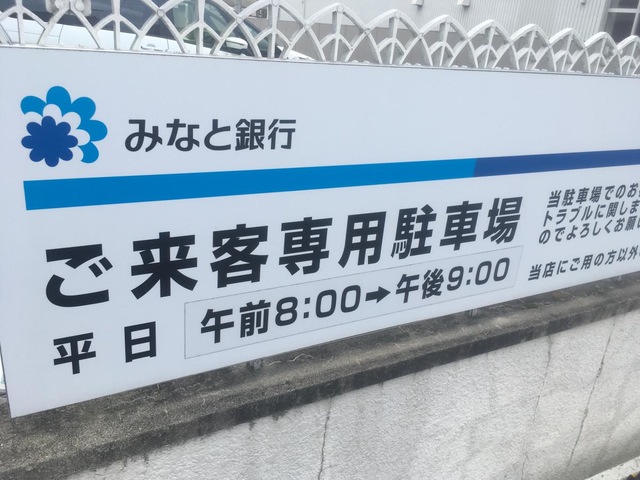 みなと銀行
ご来客専用駐車場
平日 午前8:00→午後9:00
当駐車場でのお
トラブルに関しま
のでよろしくお願い
当店にご用の方以外